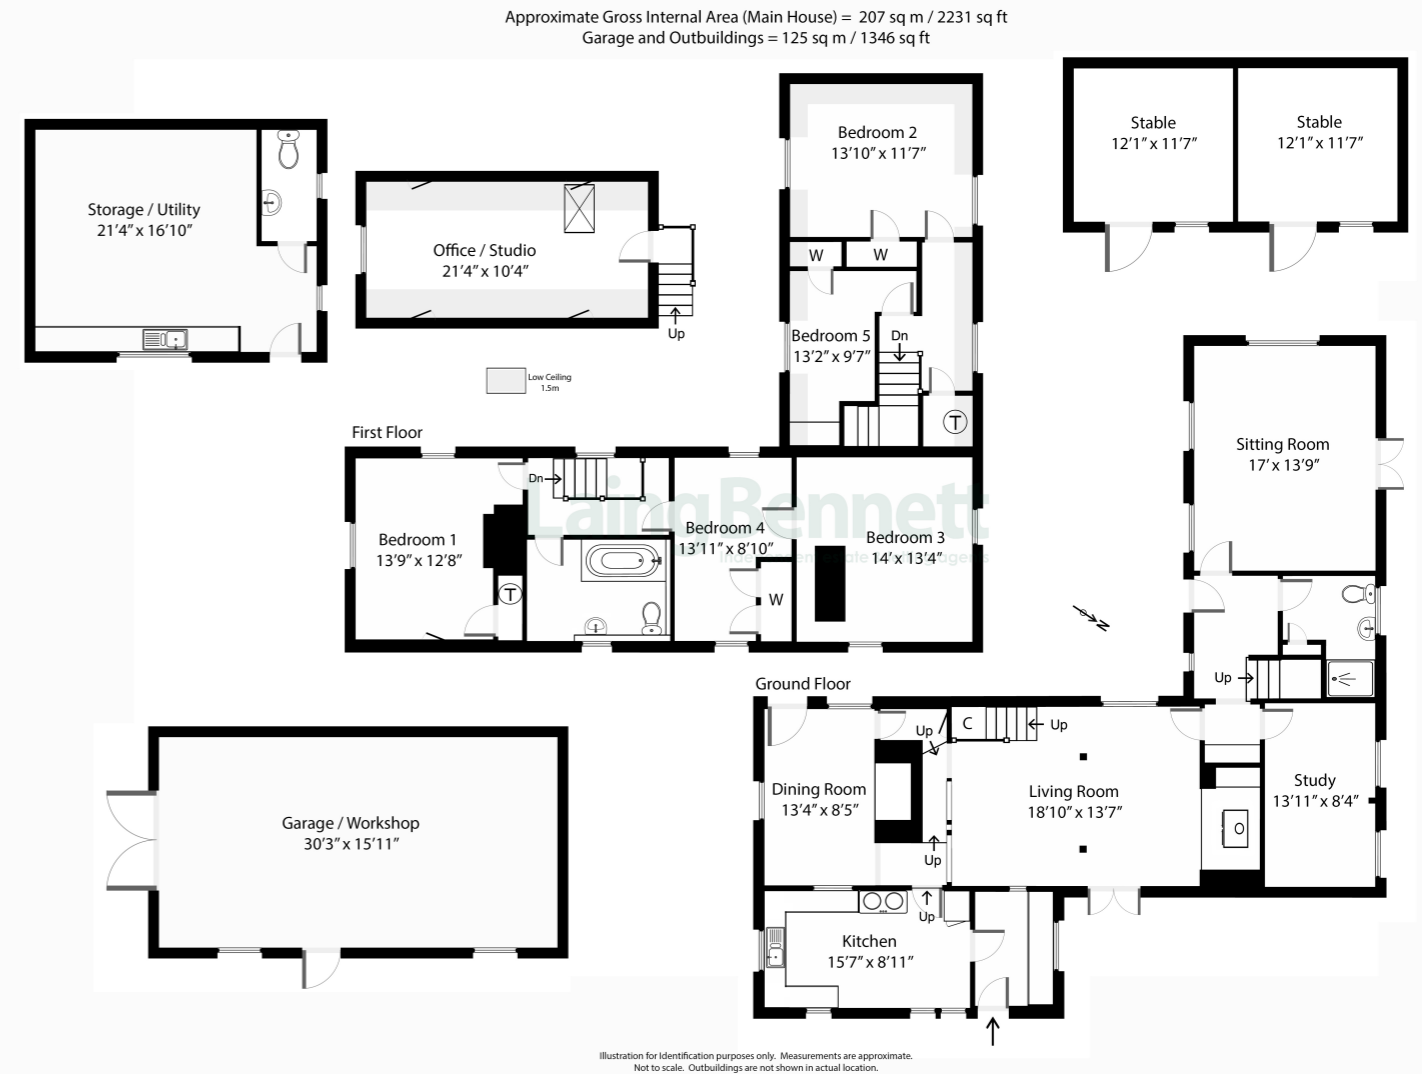 Approximate Gross Internal Area (Main House) = 207 sq m / 2231 sq ft
Garage and Outbuildings = 125 sq m / 1346 sq ft
Storage / Utility
21'4" x 16'10"
Office / Studio
21'4" x 10'4"
Up
Low Ceiling
1.5m
Bedroom 2
13'10" x 11'7"
W
W
Bedroom 5
13'2" x 9'7"
Dn
T
Stable
12'1" x 11'7"
Stable
12'1" x 11'7"
First Floor
Bedroom 1
13'9" x 12'8"
Dn
T
Bedroom 4
13'11" x 8'10"
W
Bedroom 3
14' x 13'4"
Laing Bennett
Sitting Room
17' x 13'9"
N
Up
Ground Floor
Dining Room
13'4" x 8'5"
Up
Up
Up
C
Up
Living Room
18'10" x 13'7"
Study
13'11" x 8'4"
Kitchen
15'7" x 8'11"
Garage / Workshop
30'3" x 15'11"
Illustration for Identification purposes only. Measurements are approximate.
Not to scale. Outbuildings are not shown in actual location.